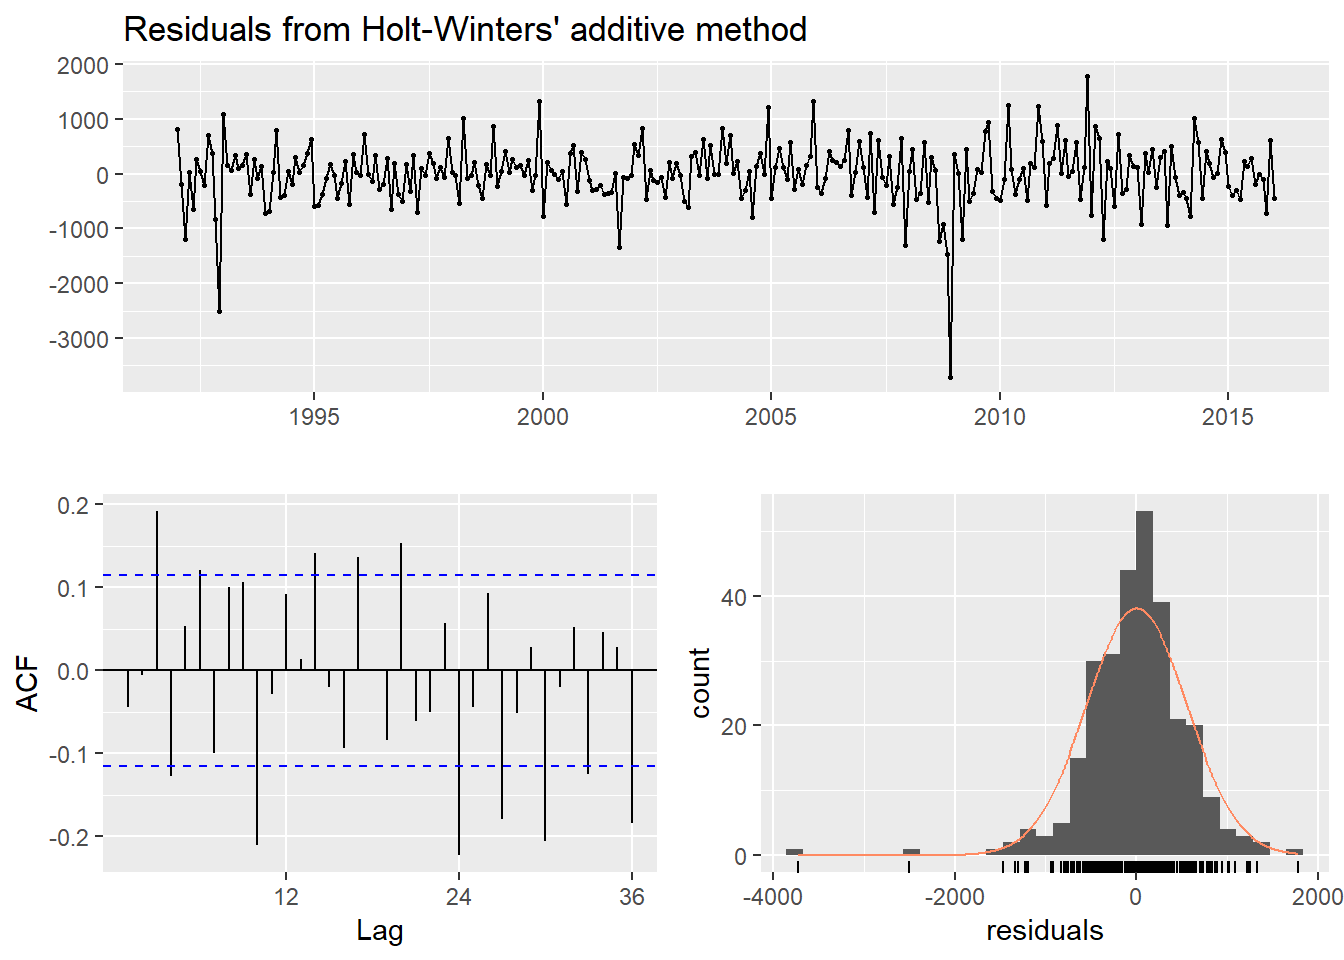 Residuals from Holt-Winters' additive method
2000
1000
0
-1000
-2000
-3000
1995 2000 2005 2010 2015
0.2
0.1
0.0
-0.1
-0.2
ACF
12 24 36
Lag
40
20
0
count
-4000 -2000 0 2000
residuals